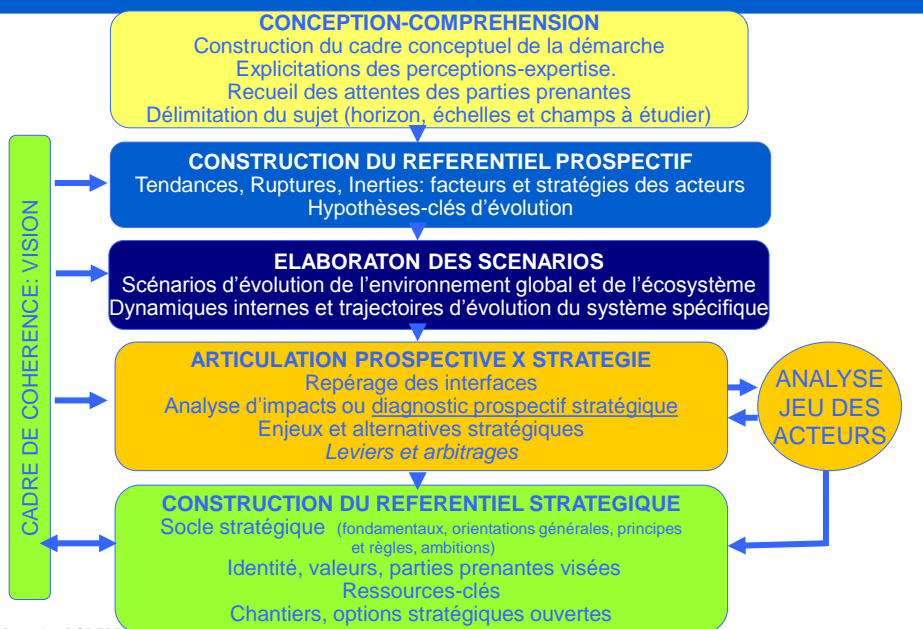 CONCEPTION-COMPREHENSION
Construction du cadre conceptuel de la démarche
Explicitations des perceptions-expertise.
Recueil des attentes des parties prenantes
Délimitation du sujet (horizon, échelles et champs à étudier)
CADRE DE COHERENCE: VISION
CONSTRUCTION DU REFERENTIEL PROSPECTIF
Tendances, Ruptures, Inerties: facteurs et stratégies des acteurs
Hypothèses-clés d'évolution
ELABORATON DES SCENARIOS
Scénarios d'évolution de l'environnement global et de l'écosystème
Dynamiques internes et trajectoires d'évolution du système spécifique
ARTICULATION PROSPECTIVE X STRATEGIE
Repérage des interfaces
Analyse d'impacts ou diagnostic prospectif stratégique
Enjeux et alternatives stratégiques
Leviers et arbitrages
ANALYSE
JEU DES
ACTEURS
CONSTRUCTION DU REFERENTIEL STRATEGIQUE
Socle stratégique (fondamentaux, orientations générales, principes
et règles, ambitions)
Identité, valeurs, parties prenantes visées
Ressources-clés
Chantiers, options stratégiques ouvertes